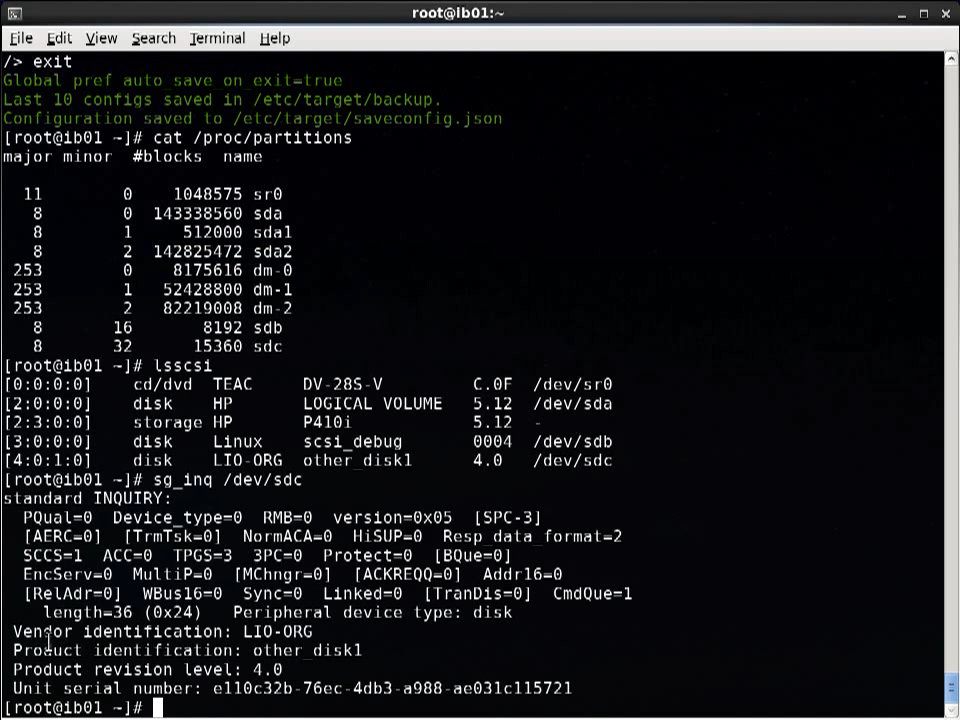 root@ib01:~
File Edit View Search Terminal Help
/> exit
Global pref auto_save_on_exit=true
Last 10 configs saved in /etc/target/backup.
Configuration saved to /etc/target/saveconfig.json
[root@ib01 ~]# cat /proc/partitions
major minor  #blocks  name
11        0    1048575 sr0
8        0  143338560 sda
8        1     512000 sda1
8        2  142825472 sda2
253        0    8175616 dm-0
253        1   52428800 dm-1
253        2   82219008 dm-2
8       16       8192 sdb
8       32      15360 sdc
[root@ib01 ~]# lsscsi
[0:0:0:0]    cd/dvd  TEAC     DV-28S-V         C.0F  /dev/sr0
[2:0:0:0]    disk    HP       LOGICAL VOLUME   5.12  /dev/sda
[2:3:0:0]    storage HP       P410i            5.12  -
[3:0:0:0]    disk    Linux    scsi_debug       0004  /dev/sdb
[4:0:1:0]    disk    LIO-ORG  other_disk1      4.0   /dev/sdc
[root@ib01 ~]# sg_inq /dev/sdc
standard INQUIRY:
PQual=0  Device_type=0  RMB=0  version=0x05  [SPC-3]
[AERC=0]  [TrmTsk=0]  NormACA=0  HiSUP=0  Resp_data_format=2
SCCS=1  ACC=0  TPGS=3  3PC=0  Protect=0  [BQue=0]
EncServ=0  MultiP=0  [MChngr=0]  [ACKREQQ=0]  Addr16=0
[RelAdr=0]  WBus16=0  Sync=0  Linked=0  [TranDis=0]  CmdQue=1
length=36 (0x24)   Peripheral device type: disk
Vendor identification: LIO-ORG
Product identification: other_disk1
Product revision level: 4.0
Unit serial number: e110c32b-76ec-4db3-a988-ae031c115721
[root@ib01 ~]#